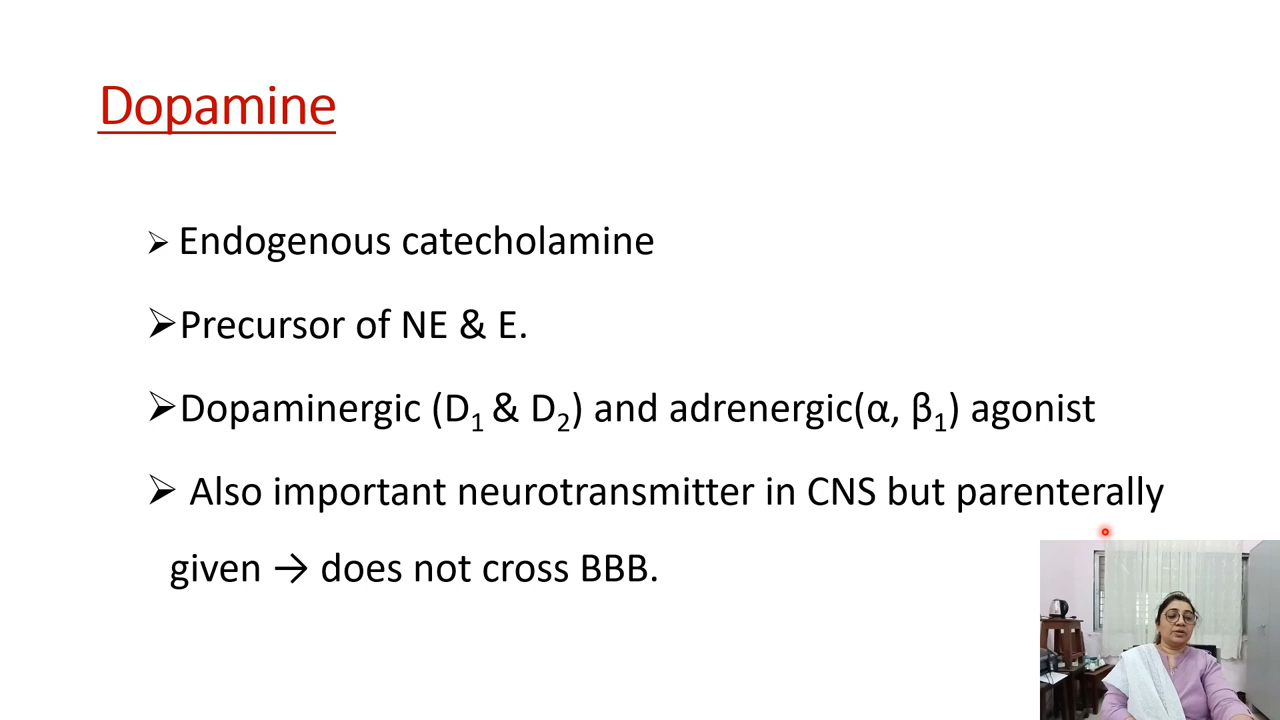 Dopamine
➢ Endogenous catecholamine
➢Precursor of NE & E.
➢Dopaminergic (D₁ & D₂) and adrenergic(α, β₁) agonist
➢ Also important neurotransmitter in CNS but parenterally
given → does not cross BBB.